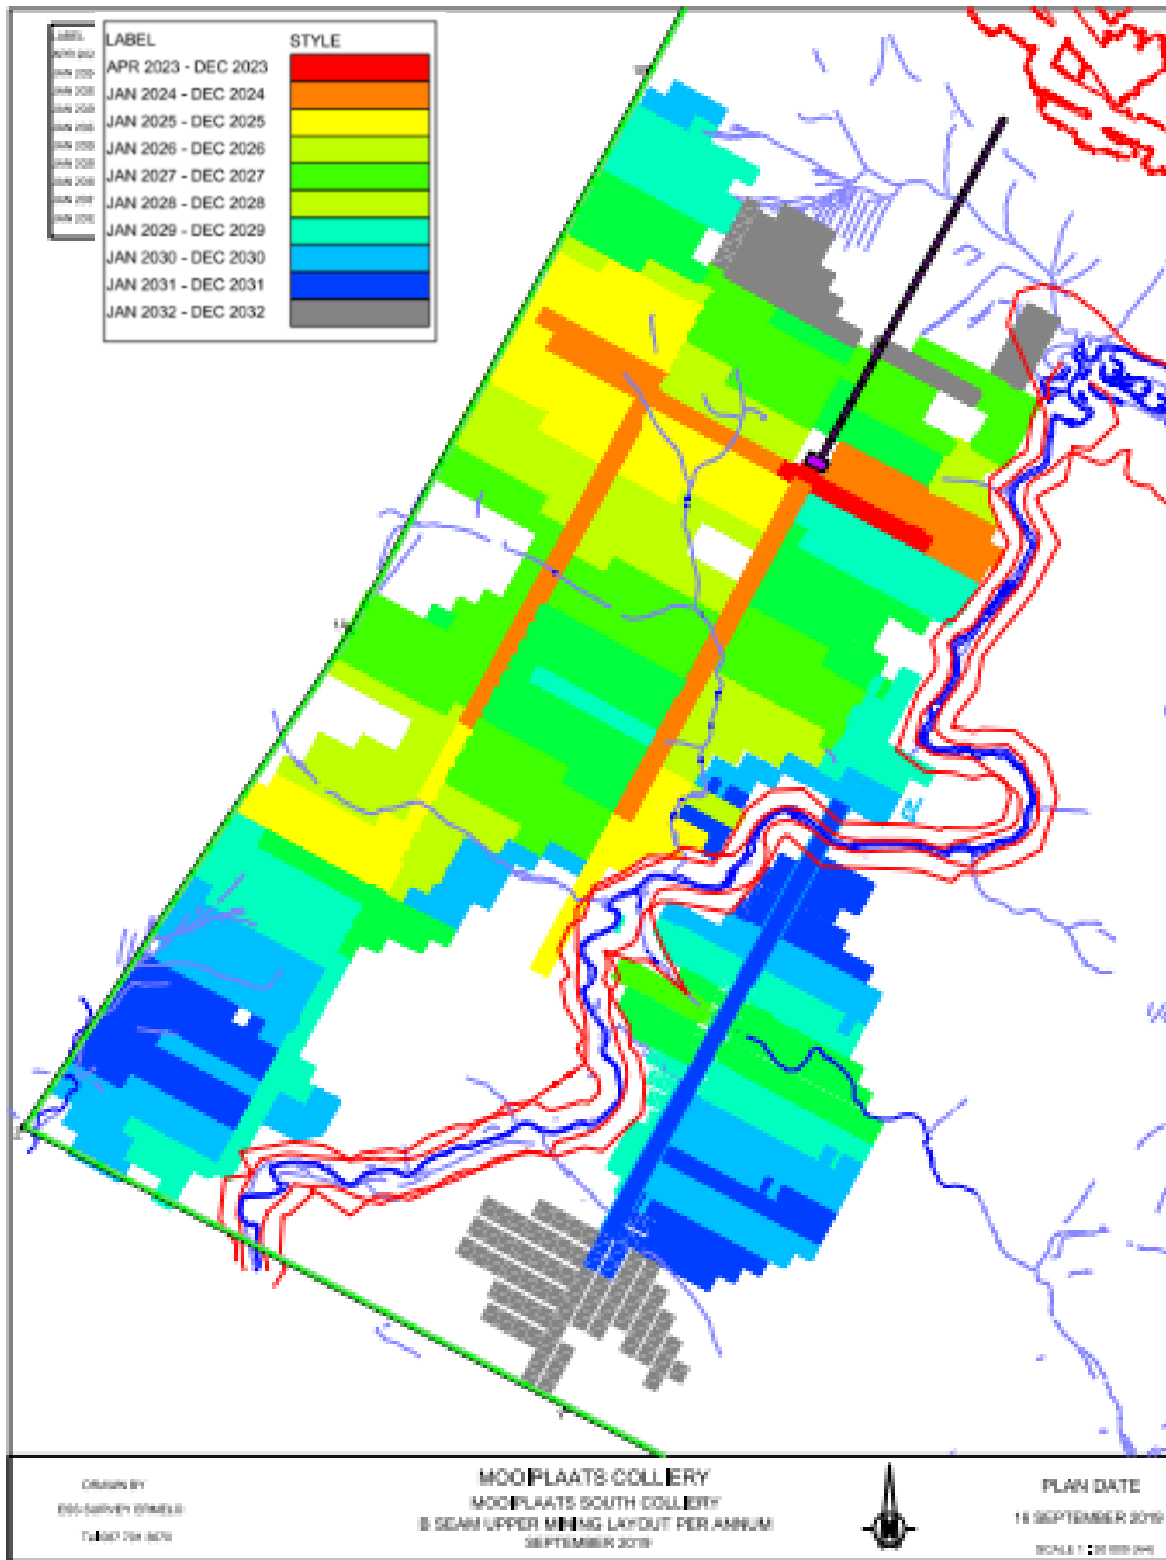 LABEL STYLE
APR 2023 - DEC 2023
JAN 2024 - DEC 2024
JAN 2025 - DEC 2025
JAN 2026 - DEC 2026
JAN 2027 - DEC 2027
JAN 2028 - DEC 2028
JAN 2029 - DEC 2029
JAN 2030 - DEC 2030
JAN 2031 - DEC 2031
JAN 2032 - DEC 2032
DRAWN BY
MOOIPLAATS COLLIERY
MOOIPLAATS SOUTH COLLIERY
B SEAM UPPER MINING LAYOUT PER ANNUM
SEPTEMBER 2019
PLAN DATE
16 SEPTEMBER 2019